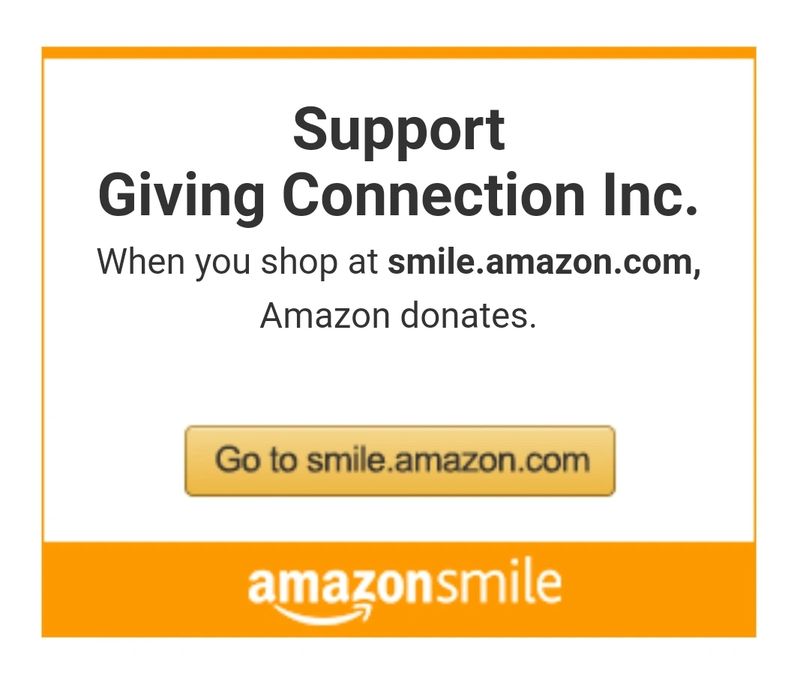 Support
Giving Connection Inc.
When you shop at smile.amazon.com,
Amazon donates.
Go to smile.amazon.com
amazonsmile